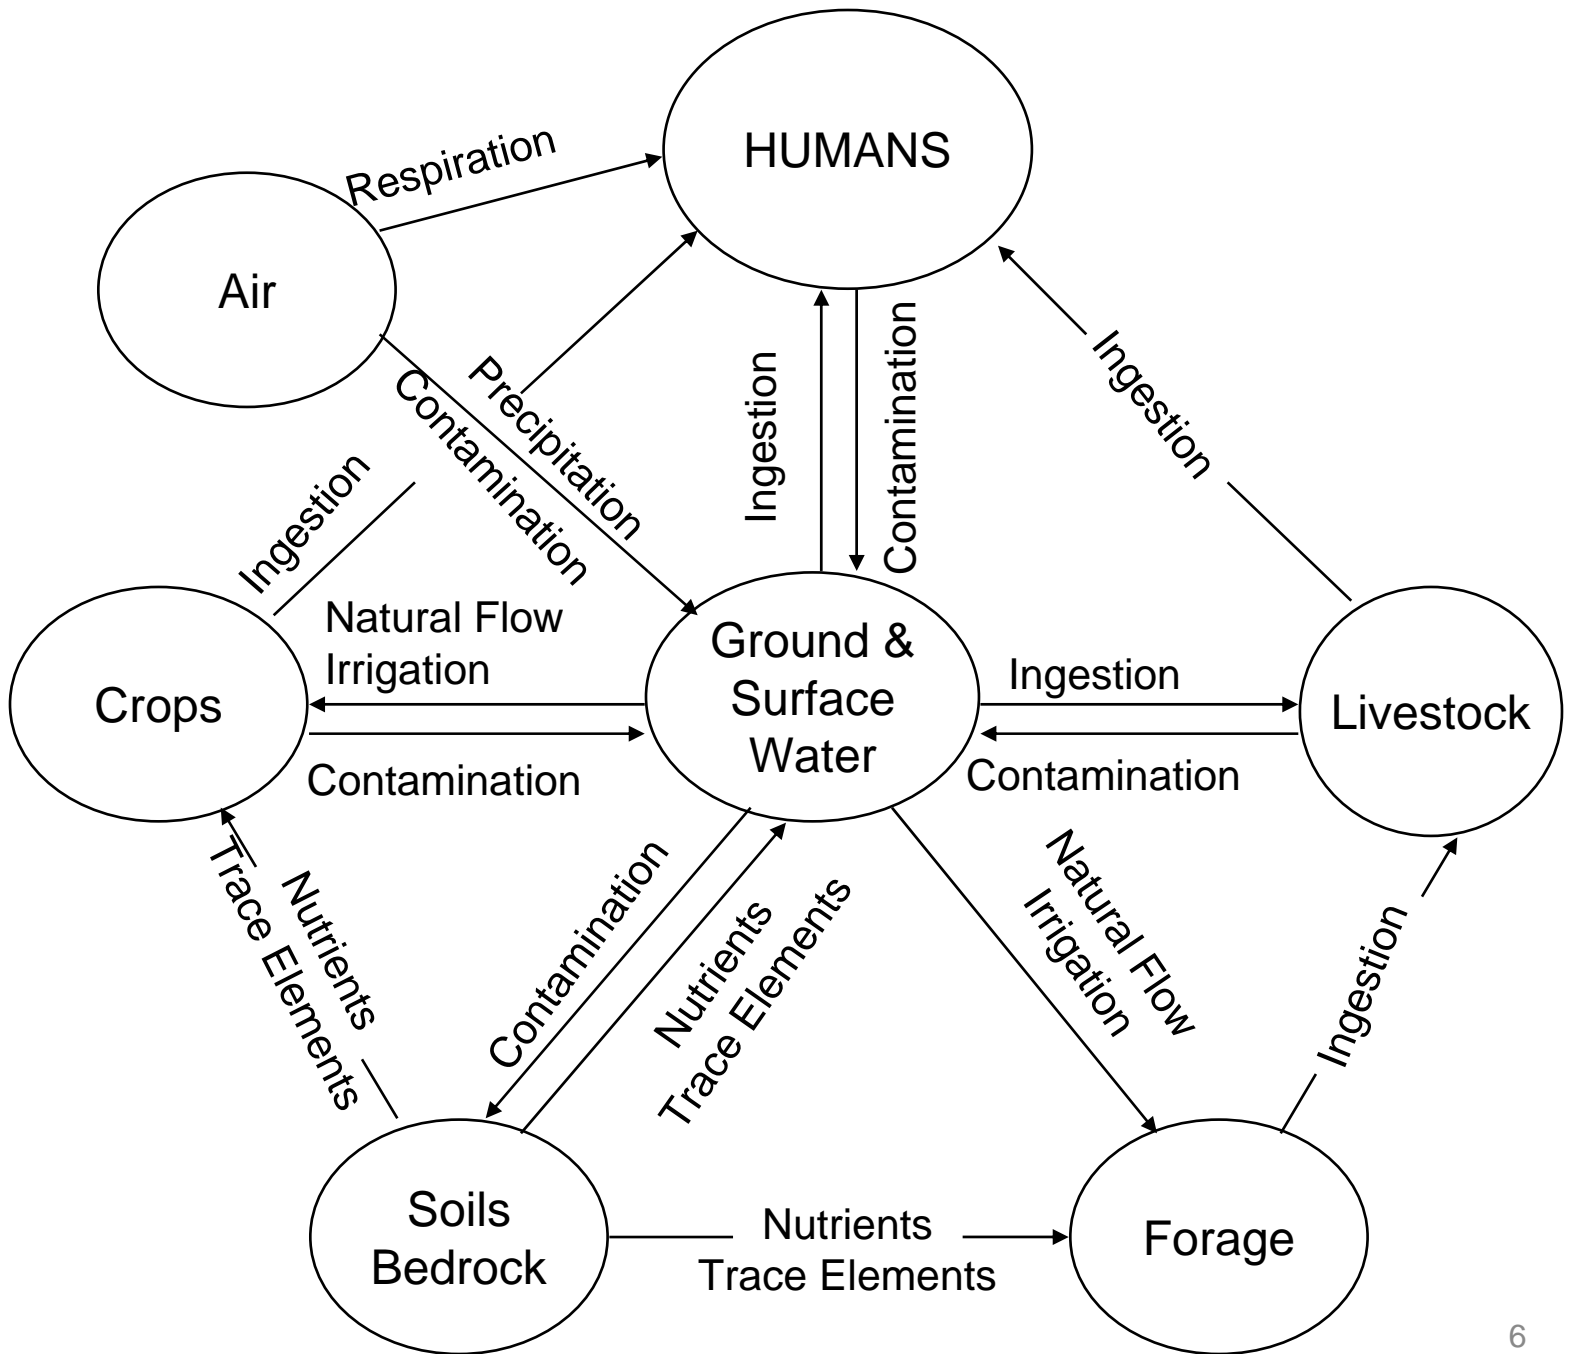 HUMANS
Respiration
Air
Precipitation
Contamination
Ingestion
Contamination
Ingestion
Ingestion
Natural Flow
Irrigation
Crops
Contamination
Ground &
Surface
Water
Ingestion
Contamination
Livestock
Nutrients
Trace Elements
Contamination
Nutrients
Trace Elements
Natural Flow
Irrigation
Ingestion
Soils
Bedrock
Nutrients
Trace Elements
Forage
6